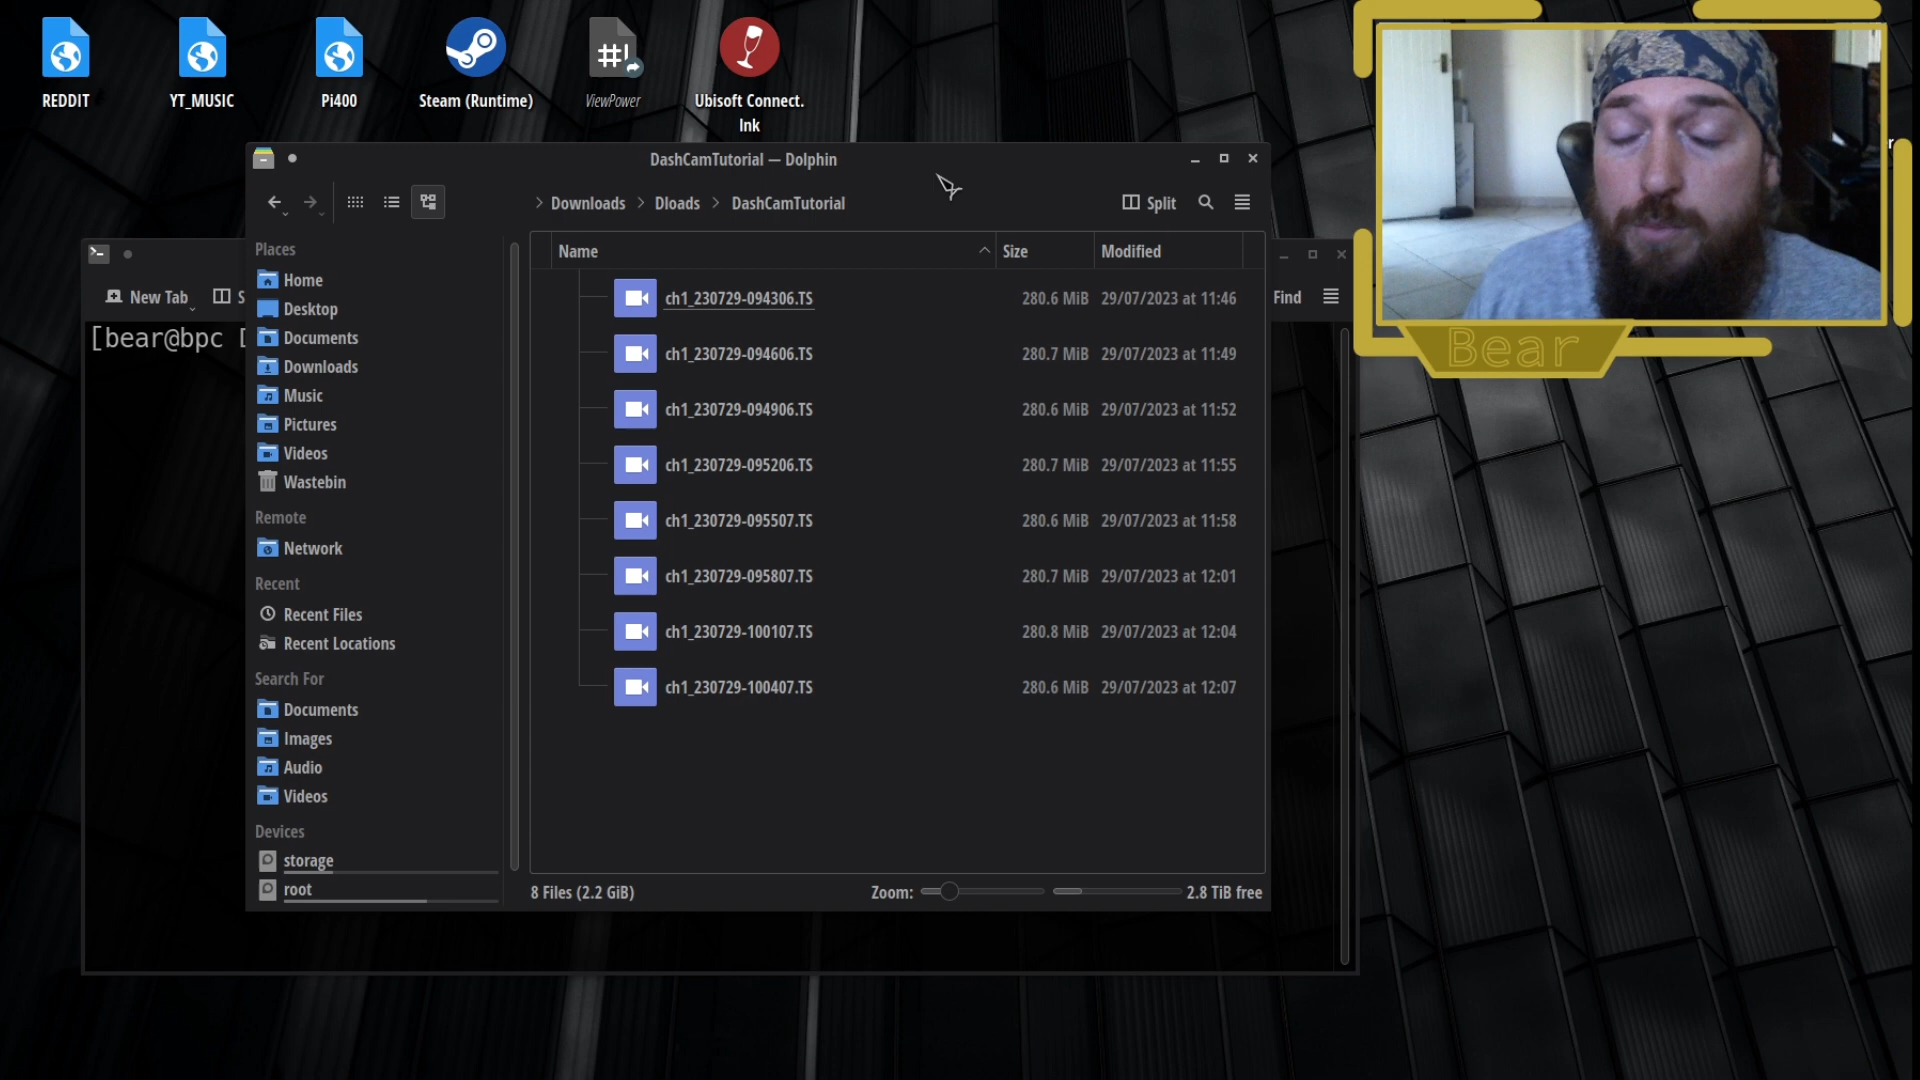 REDDIT
YT_MUSIC
Pi400
Steam (Runtime)
ViewPower
Ubisoft Connect.
lnk
DashCamTutorial — Dolphin
> Downloads > Dloads > DashCamTutorial
Split
New Tab
S
Find
[bear@bpc [
Places
Home
Desktop
Documents
Downloads
Music
Pictures
Videos
Wastebin
Remote
Network
Recent
Recent Files
Recent Locations
Search For
Documents
Images
Audio
Videos
Devices
storage
root
Name Size Modified
ch1_230729-094306.TS 280.6 MiB 29/07/2023 at 11:46
ch1_230729-094606.TS 280.7 MiB 29/07/2023 at 11:49
ch1_230729-094906.TS 280.6 MiB 29/07/2023 at 11:52
ch1_230729-095206.TS 280.7 MiB 29/07/2023 at 11:55
ch1_230729-095507.TS 280.6 MiB 29/07/2023 at 11:58
ch1_230729-095807.TS 280.7 MiB 29/07/2023 at 12:01
ch1_230729-100107.TS 280.8 MiB 29/07/2023 at 12:04
ch1_230729-100407.TS 280.6 MiB 29/07/2023 at 12:07
8 Files (2.2 GiB) Zoom: 2.8 TiB free
Bear